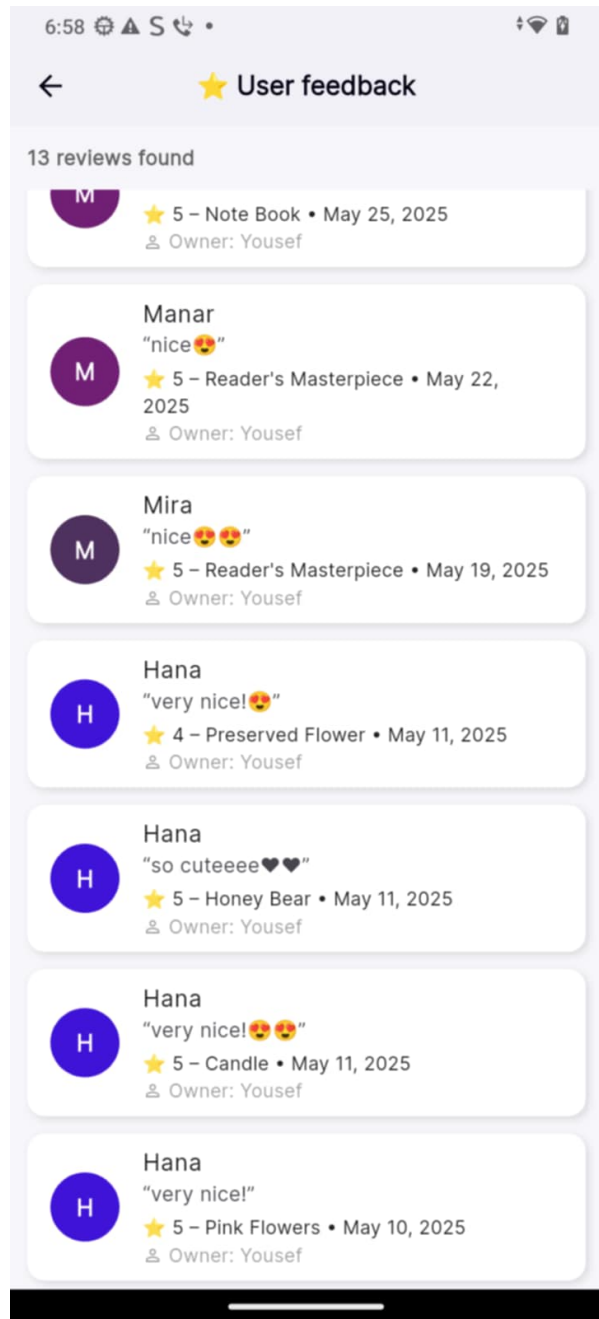 6:58
⭐ User feedback
13 reviews found
M
⭐ 5 – Note Book • May 25, 2025
Owner: Yousef
Manar
“nice😍”
M
⭐ 5 – Reader's Masterpiece • May 22,
2025
Owner: Yousef
Mira
“nice😍😍”
M
⭐ 5 – Reader's Masterpiece • May 19, 2025
Owner: Yousef
Hana
“very nice!😍”
H
⭐ 4 – Preserved Flower • May 11, 2025
Owner: Yousef
Hana
“so cuteeee♥♥”
H
⭐ 5 – Honey Bear • May 11, 2025
Owner: Yousef
Hana
“very nice!😍😍”
H
⭐ 5 – Candle • May 11, 2025
Owner: Yousef
Hana
“very nice!”
H
⭐ 5 – Pink Flowers • May 10, 2025
Owner: Yousef